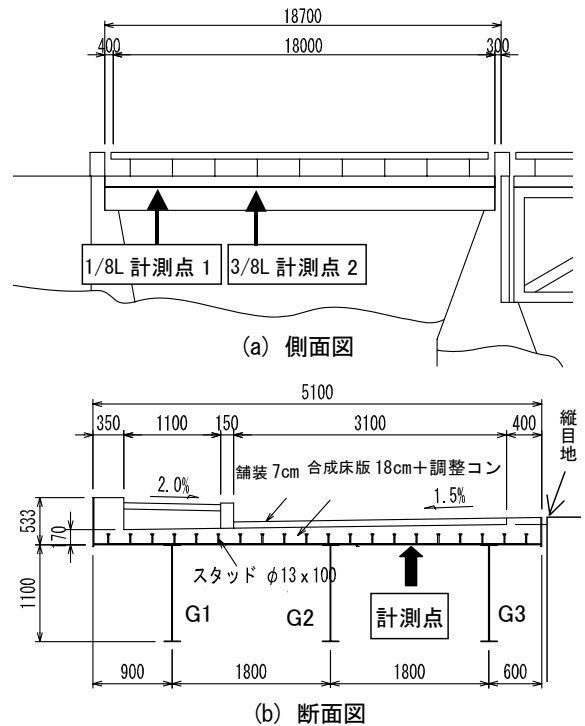 18700
400
18000
300
1/8L 計測点 1
3/8L 計測点 2
(a) 側面図
5100
350
1100
150
3100
400
縦目地
舗装 7cm
合成床版 18cm+調整コン
2.0%
1.5%
533
170
1100
スタッド φ13 x 100
G1
G2
計測点
G3
900
1800
1800
600
(b) 断面図